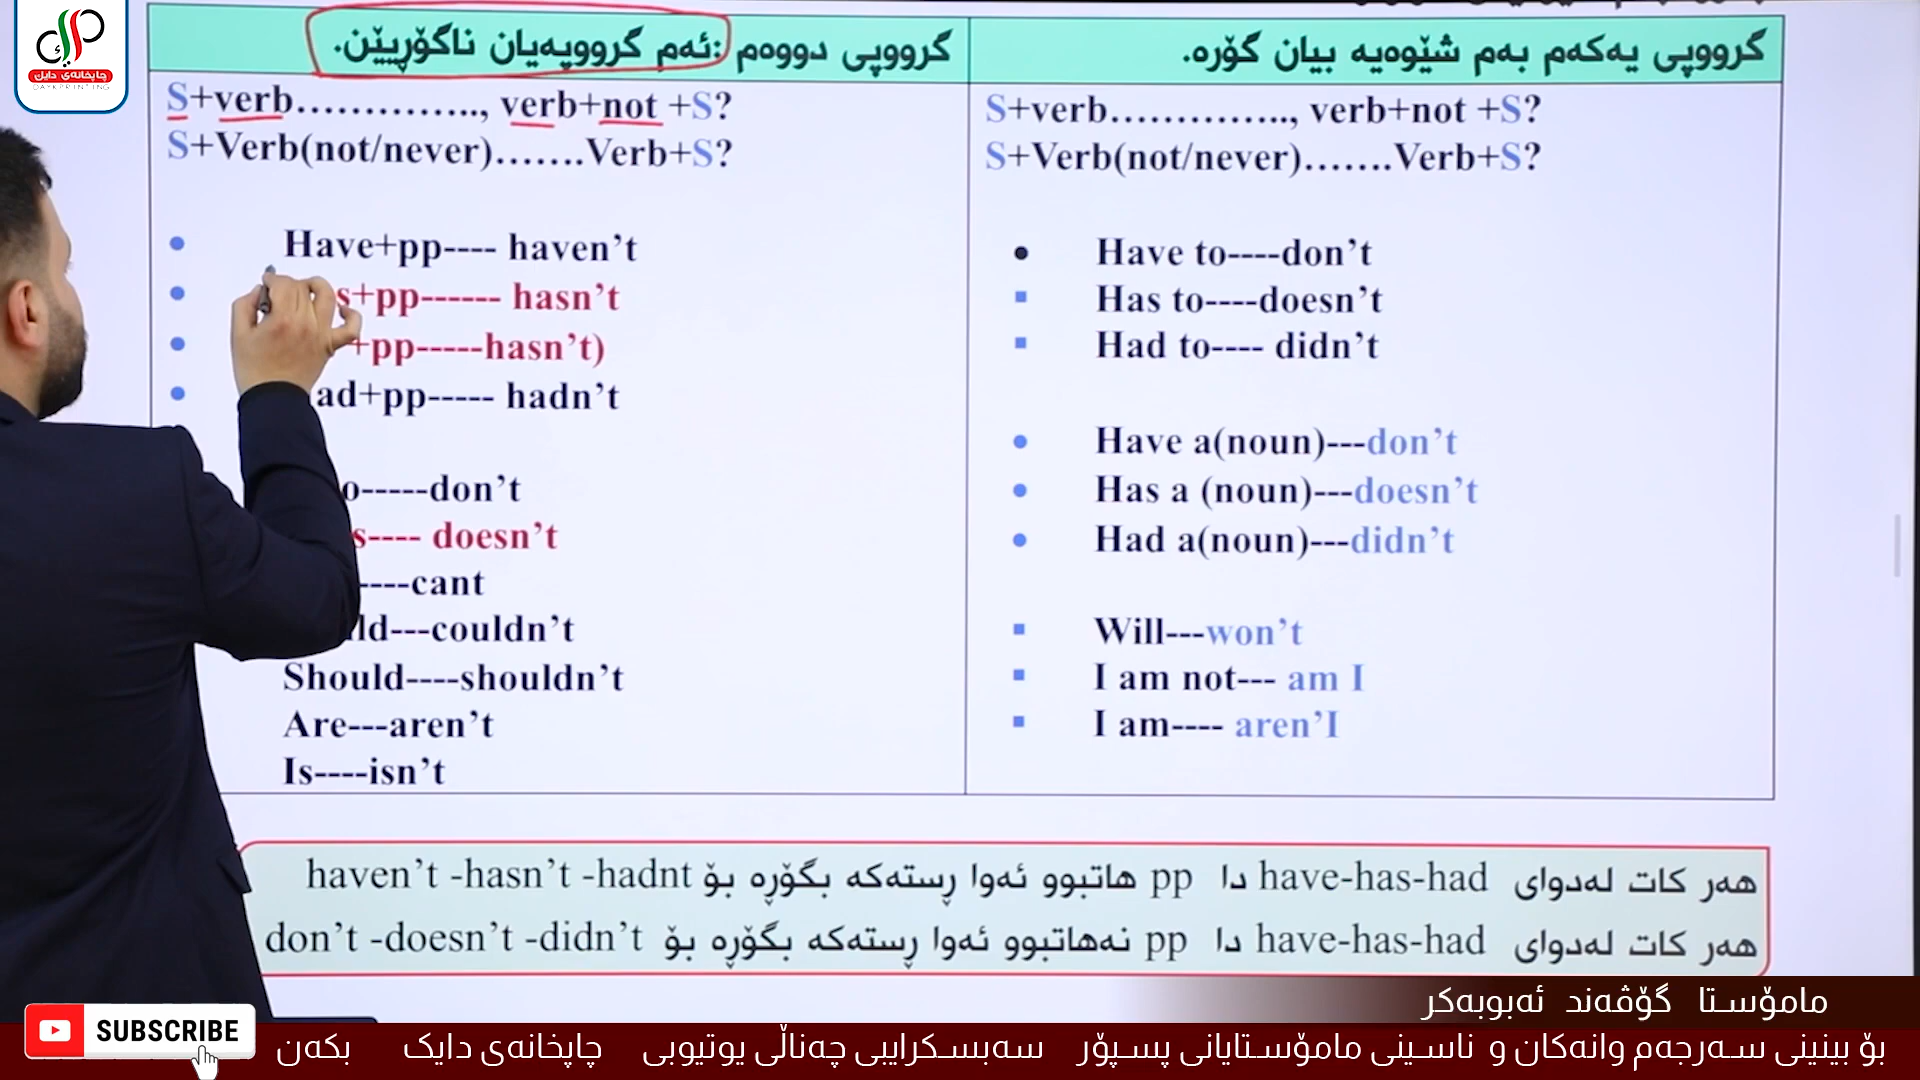 چاپخانەی دایک
DAYK PRINTING
گرووپی یەکەم بەم شێوەیە بیان گۆرە.
S+verb.............., verb+not +S?
S+Verb(not/never).......Verb+S?
Have to----don't
Has to----doesn't
Had to---- didn't
Have a(noun)---don't
Has a (noun)---doesn't
Had a(noun)---didn't
Will---won't
I am not--- am I
I am---- aren'I
گرووپی دووەم :ئەم گرووپەیان ناگۆڕیێن.
S+verb.............., verb+not +S?
S+Verb(not/never).......Verb+S?
Have+pp---- haven't
s+pp------ hasn't
+pp-----hasn't)
ad+pp----- hadn't
o-----don't
s---- doesn't
----cant
ld---couldn't
Should----shouldn't
Are---aren't
Is----isn't
هەر کات لەدوای have-has-had دا pp هاتبوو ئەوا ڕستەکە بگۆڕە بۆ haven't -hasn't -hadnt
هەر کات لەدوای have-has-had دا pp نەهاتبوو ئەوا ڕستەکە بگۆڕە بۆ don't -doesn't -didn't
مامۆستا گۆڤەند ئەبوبەکر
SUBSCRIBE
بۆ بینینی سەرجەم وانەکان و ناسینی مامۆستایانی پسپۆر سەبسکرایبی چەناڵی یوتیوبی چاپخانەی دایک بکەن